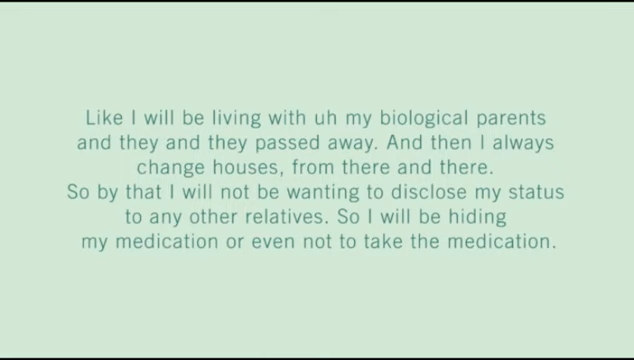 Like I will be living with uh my biological parents
and they and they passed away. And then I always
change houses, from there and there.
So by that I will not be wanting to disclose my status
to any other relatives. So I will be hiding
my medication or even not to take the medication.